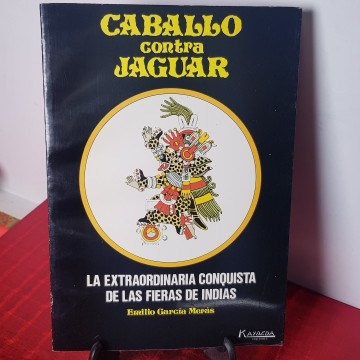 CABALLO
contra
JAGUAR
LA EXTRAORDINARIA CONQUISTA
DE LAS FIERAS DE INDIAS
Emilio García Merás
KAYDEDA